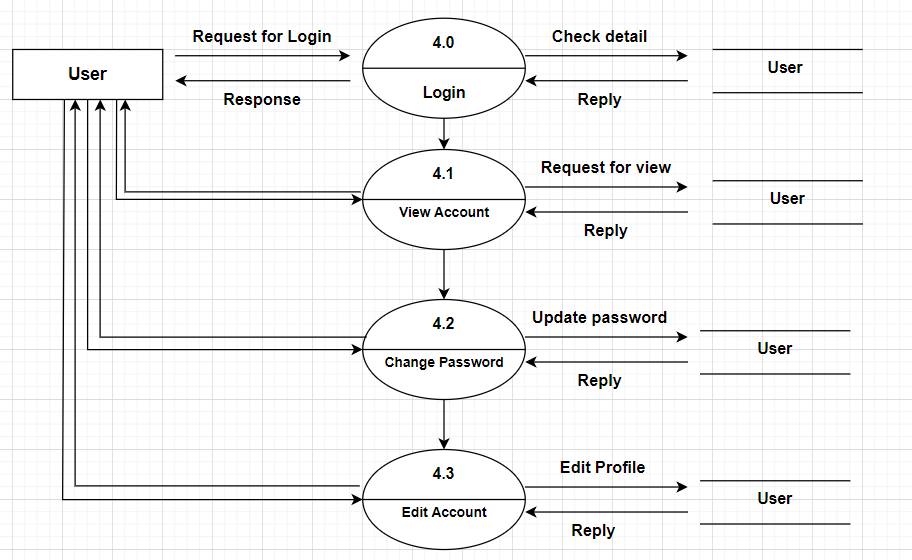 Request for Login
4.0
Check detail
User
User
Response
Login
Reply
4.1
Request for view
View Account
User
Reply
4.2
Update password
Change Password
User
Reply
4.3
Edit Profile
Edit Account
User
Reply